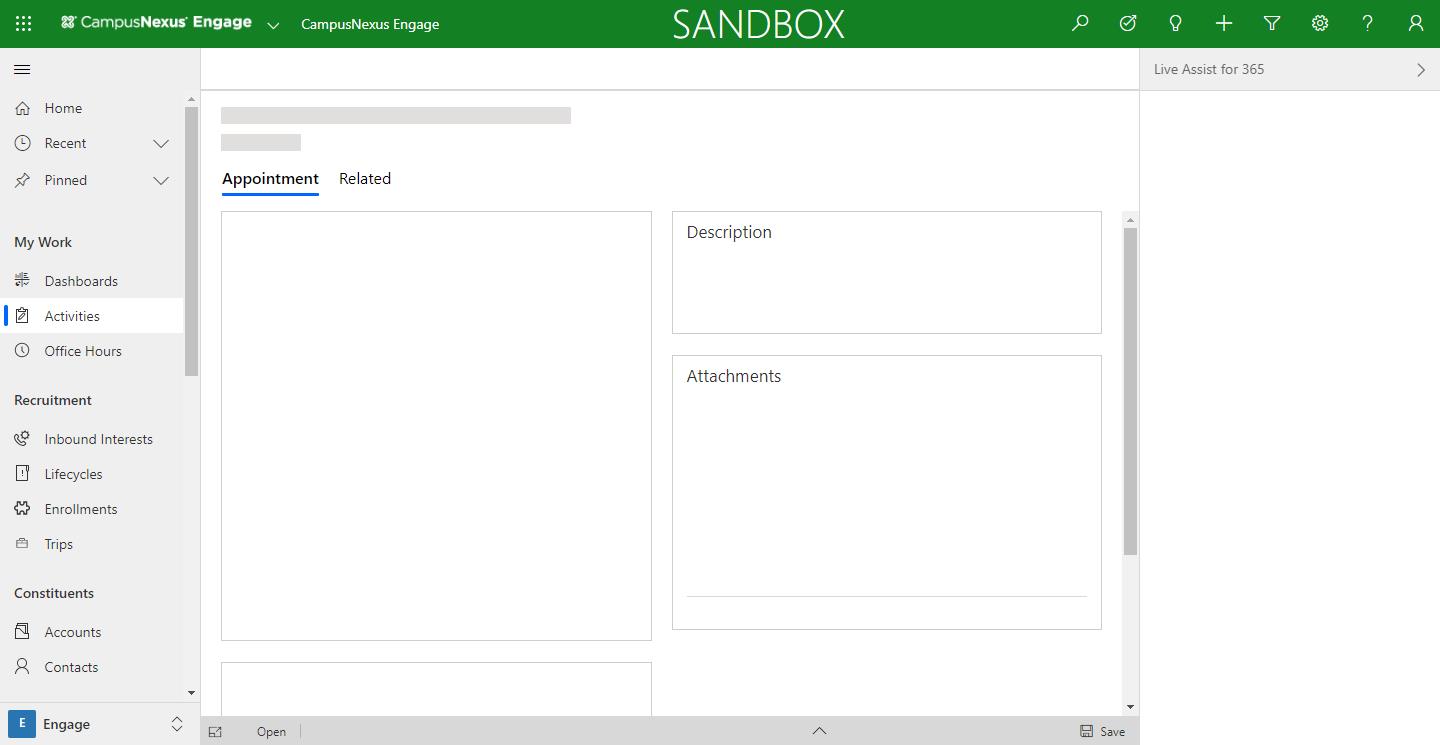 CampusNexus® Engage
CampusNexus Engage
SANDBOX
Live Assist for 365
Home
Recent
Pinned
My Work
Dashboards
Activities
Office Hours
Recruitment
Inbound Interests
Lifecycles
Enrollments
Trips
Constituents
Accounts
Contacts
E Engage
Appointment Related
Description
Attachments
Open
Save